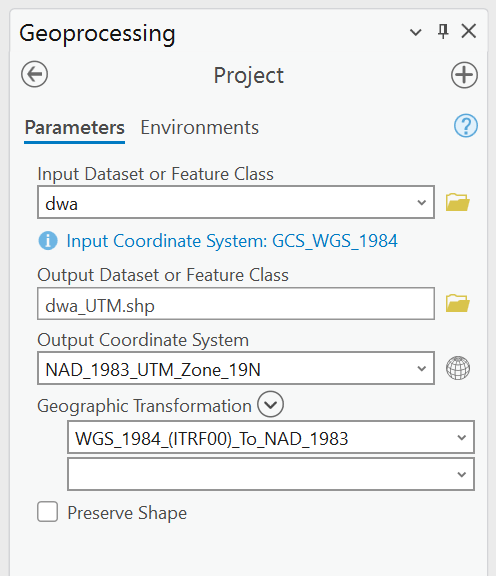 Geoprocessing
Project
Parameters Environments
?
Input Dataset or Feature Class
dwa
Input Coordinate System: GCS_WGS_1984
Output Dataset or Feature Class
dwa_UTM.shp
Output Coordinate System
NAD_1983_UTM_Zone_19N
Geographic Transformation
WGS_1984_(ITRF00)_To_NAD_1983
Preserve Shape